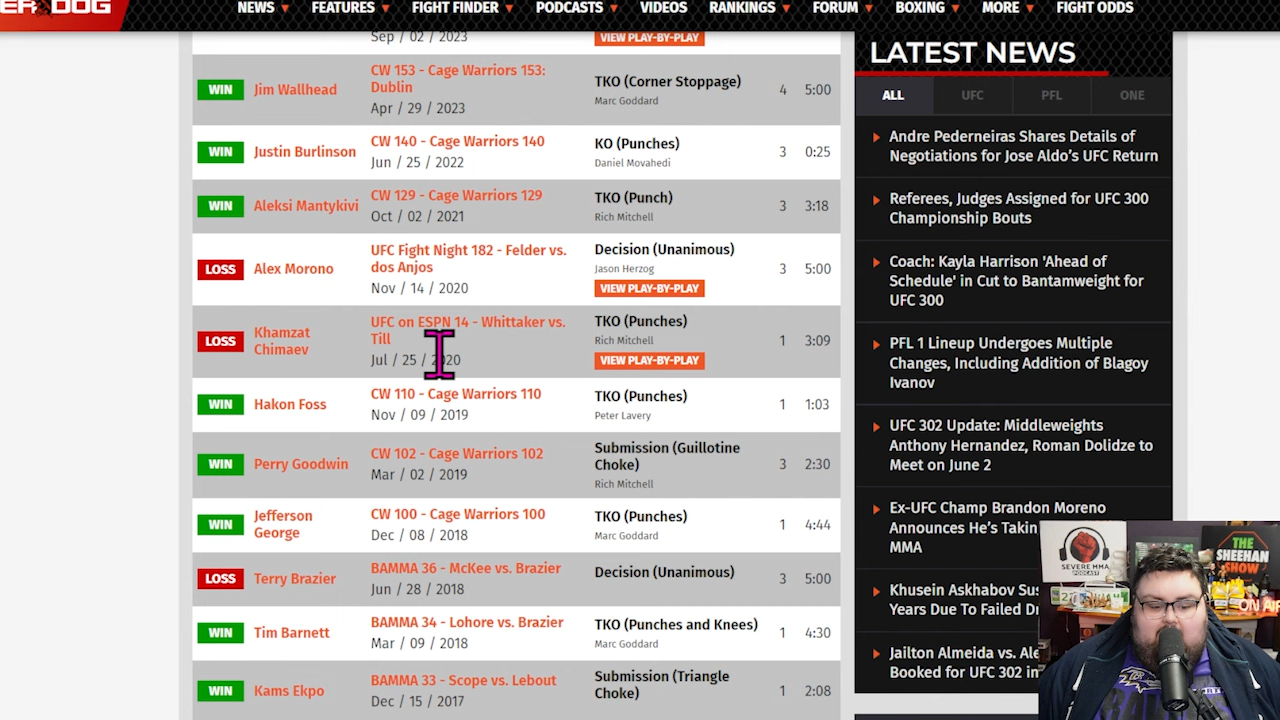 ER DOG
NEWS FEATURES FIGHT FINDER PODCASTS VIDEOS RANKINGS FORUM BOXING MORE FIGHT ODDS
Sep / 02 / 2023
VIEW PLAY-BY-PLAY
WIN Jim Wallhead CW 153 - Cage Warriors 153: Dublin Apr / 29 / 2023 TKO (Corner Stoppage) Marc Goddard 4 5:00
WIN Justin Burlinson CW 140 - Cage Warriors 140 Jun / 25 / 2022 KO (Punches) Daniel Movahedi 3 0:25
WIN Aleksi Mantykivi CW 129 - Cage Warriors 129 Oct / 02 / 2021 TKO (Punch) Rich Mitchell 3 3:18
LOSS Alex Morono UFC Fight Night 182 - Felder vs. dos Anjos Nov / 14 / 2020 Decision (Unanimous) Jason Herzog VIEW PLAY-BY-PLAY 3 5:00
LOSS Khamzat Chimaev UFC on ESPN 14 - Whittaker vs. Till Jul / 25 / 2020 TKO (Punches) Rich Mitchell VIEW PLAY-BY-PLAY 1 3:09
WIN Hakon Foss CW 110 - Cage Warriors 110 Nov / 09 / 2019 TKO (Punches) Peter Lavery 1 1:03
WIN Perry Goodwin CW 102 - Cage Warriors 102 Mar / 02 / 2019 Submission (Guillotine Choke) Rich Mitchell 3 2:30
WIN Jefferson George CW 100 - Cage Warriors 100 Dec / 08 / 2018 TKO (Punches) Marc Goddard 1 4:44
LOSS Terry Brazier BAMMA 36 - McKee vs. Brazier Jun / 28 / 2018 Decision (Unanimous) 3 5:00
WIN Tim Barnett BAMMA 34 - Lohore vs. Brazier Mar / 09 / 2018 TKO (Punches and Knees) Marc Goddard 1 4:30
WIN Kams Ekpo BAMMA 33 - Scope vs. Lebout Dec / 15 / 2017 Submission (Triangle Choke) 1 2:08
LATEST NEWS
ALL UFC PFL ONE
Andre Pederneiras Shares Details of
Negotiations for Jose Aldo's UFC Return
Referees, Judges Assigned for UFC 300
Championship Bouts
Coach: Kayla Harrison 'Ahead of
Schedule' in Cut to Bantamweight for
UFC 300
PFL 1 Lineup Undergoes Multiple
Changes, Including Addition of Blagoy
Ivanov
UFC 302 Update: Middleweights
Anthony Hernandez, Roman Dolidze to
Meet on June 2
Ex-UFC Champ Brandon Moreno
Announces He's Takin
MMA
Khusein Askhabov Sus
Years Due To Failed D
Jailton Almeida vs. Ale
Booked for UFC 302 in
SEVERE MMA
PODCAST
THE
SHEEHAN
SHOW
ON AIR